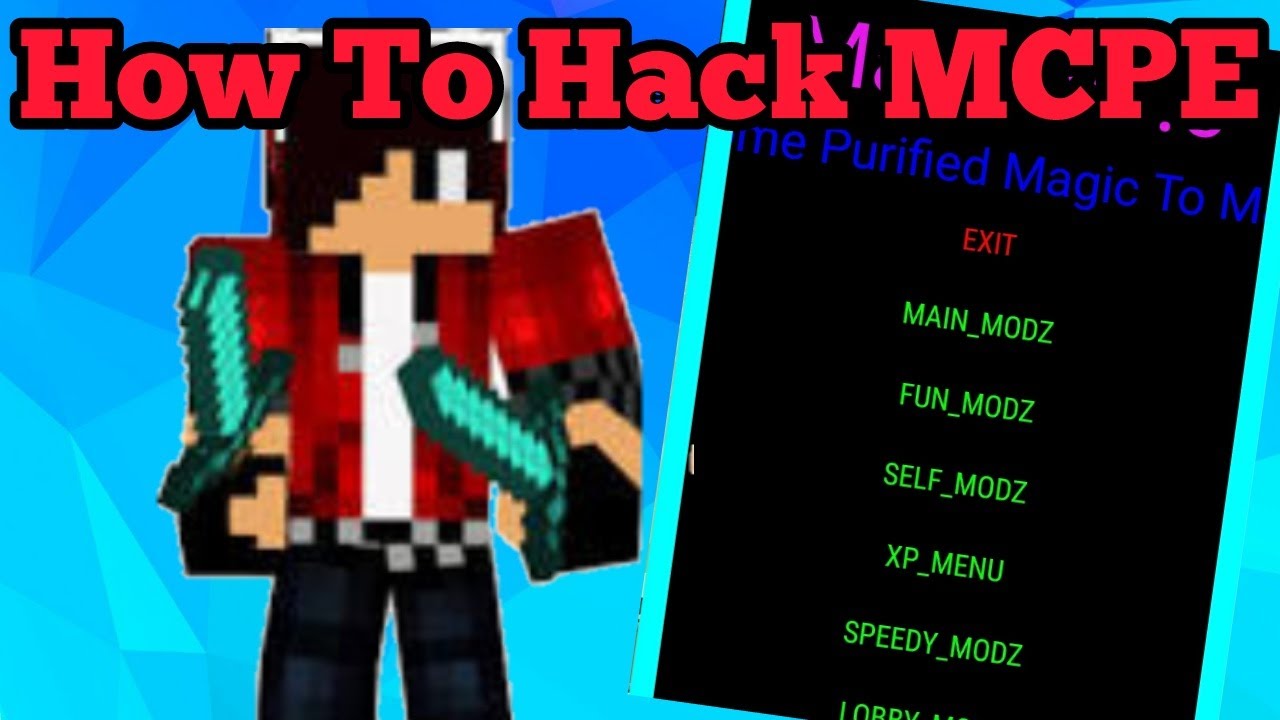 How To Hack MCPE
me Purified Magic To M
EXIT
MAIN_MODZ
FUN_MODZ
SELF_MODZ
XP_MENU
SPEEDY_MODZ